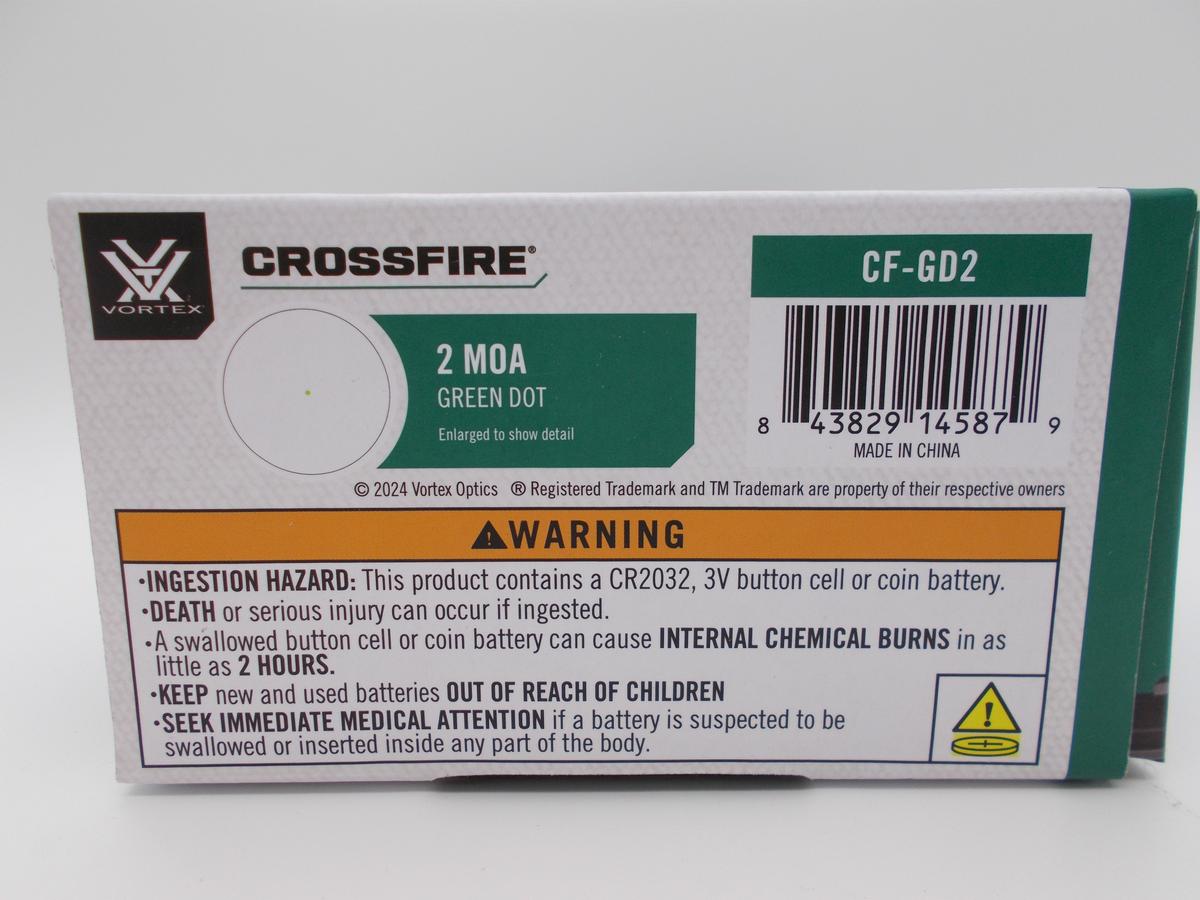 VORTEX
CROSSFIRE®
2 MOA
GREEN DOT
Enlarged to show detail
CF-GD2
8 43829 14587 9
MADE IN CHINA
© 2024 Vortex Optics ® Registered Trademark and TM Trademark are property of their respective owners
WARNING
·INGESTION HAZARD: This product contains a CR2032, 3V button cell or coin battery.
·DEATH or serious injury can occur if ingested.
·A swallowed button cell or coin battery can cause INTERNAL CHEMICAL BURNS in as
little as 2 HOURS.
·KEEP new and used batteries OUT OF REACH OF CHILDREN
·SEEK IMMEDIATE MEDICAL ATTENTION if a battery is suspected to be
swallowed or inserted inside any part of the body.